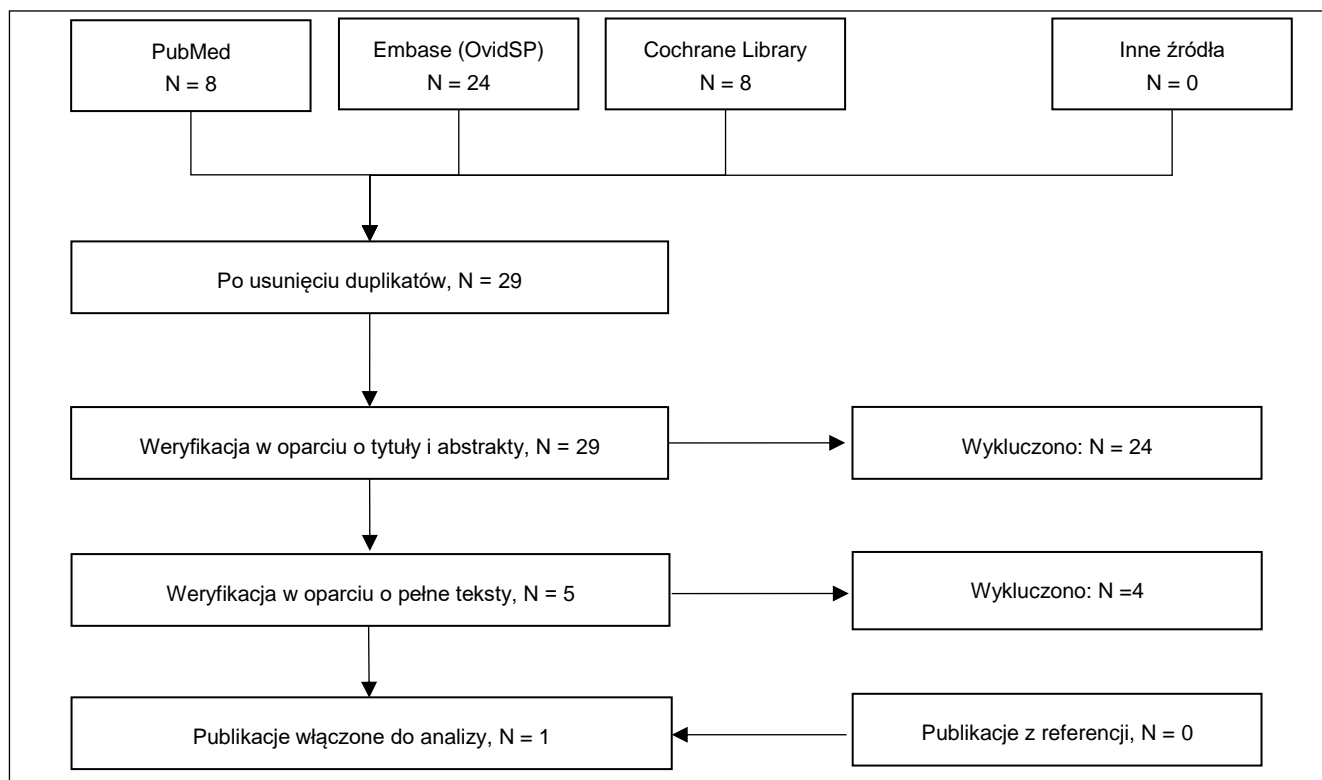 PubMed
N = 8
Embase (OvidSP)
N = 24
Cochrane Library
N = 8
Inne źródła
N = 0
Po usunięciu duplikatów, N = 29
Weryfikacja w oparciu o tytuły i abstrakty, N = 29
Wykluczono: N = 24
Weryfikacja w oparciu o pełne teksty, N = 5
Wykluczono: N =4
Publikacje włączone do analizy, N = 1
Publikacje z referencji, N = 0